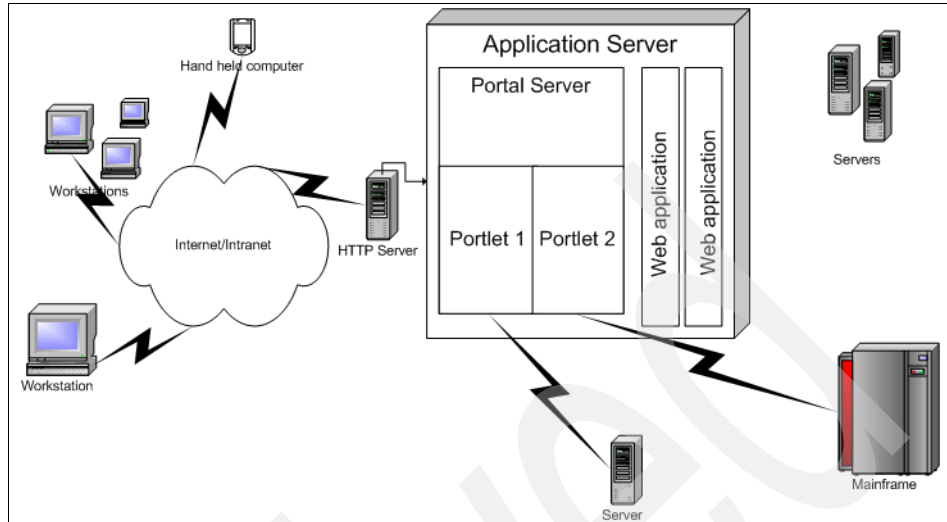 Hand held computer
Workstations
Internet/Intranet
Workstation
HTTP Server
Application Server
Portal Server
Portlet 1
Portlet 2
Web application
Web application
Servers
Server
Mainframe